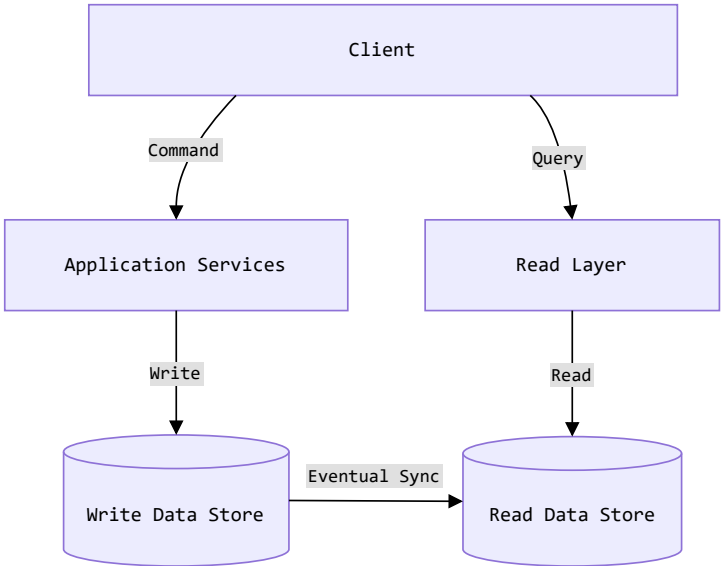 Client
Command
Query
Application Services
Read Layer
Write
Read
Eventual Sync
Write Data Store
Read Data Store